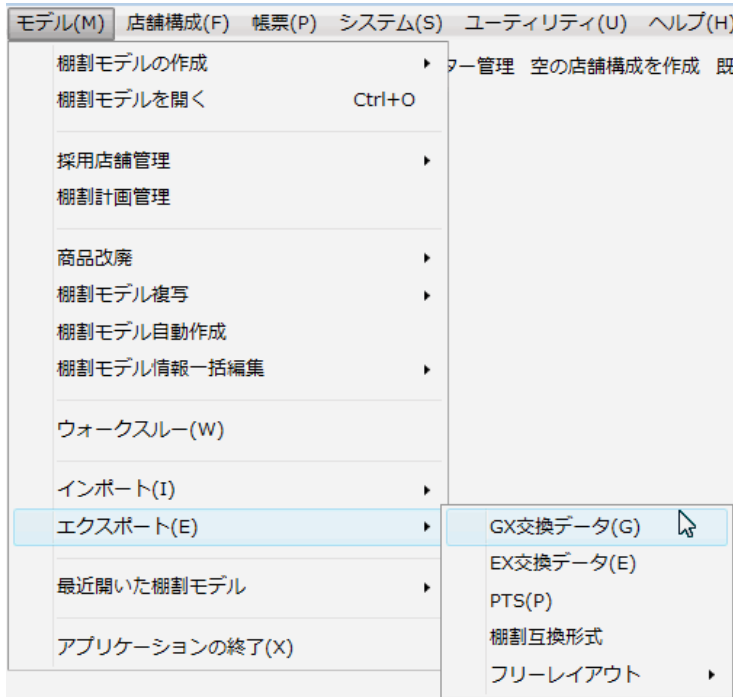 モデル(M) 店舗構成(F) 帳票(P) システム(S) ユーティリティ(U) ヘルプ(H)
ター管理 空の店舗構成を作成 既
棚割モデルの作成
棚割モデルを開く Ctrl+O
採用店舗管理
棚割計画管理
商品改廃
棚割モデル複写
棚割モデル自動作成
棚割モデル情報一括編集
ウォークスルー(W)
インポート(I)
エクスポート(E)
GX交換データ(G)
EX交換データ(E)
PTS(P)
棚割互換形式
フリーレイアウト
最近開いた棚割モデル
アプリケーションの終了(X)